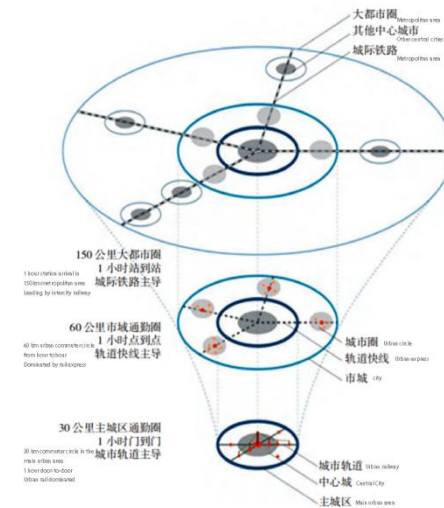 大都市圈 Metropolitan area
其他中心城市 Other central cities
城际铁路 Metropolitan area
150 公里大都市圈
1 小时站到站
城际铁路主导
1 hour station arrival in
150 km metropolitan area
Leading by intercity railway
60 公里市域通勤圈
1 小时点到点
轨道快线主导
60 km urban commuter circle
from hour to hour
Dominated by rail express
城市圈 Urban circle
轨道快线 Urban express
市域 city
30 公里主城区通勤圈
1 小时门到门
城市轨道主导
30 km commuter circle in the
main urban area
1 hour door-to-door
Urban rail dominated
城市轨道 Urban railway
中心城 Central City
主城区 Main urban area